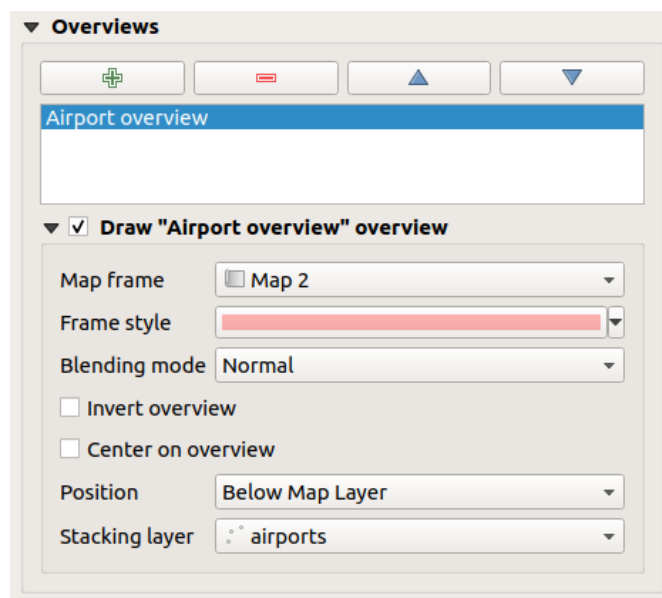 Overviews
Airport overview
Draw "Airport overview" overview
Map frame Map 2
Frame style
Blending mode Normal
Invert overview
Center on overview
Position Below Map Layer
Stacking layer airports